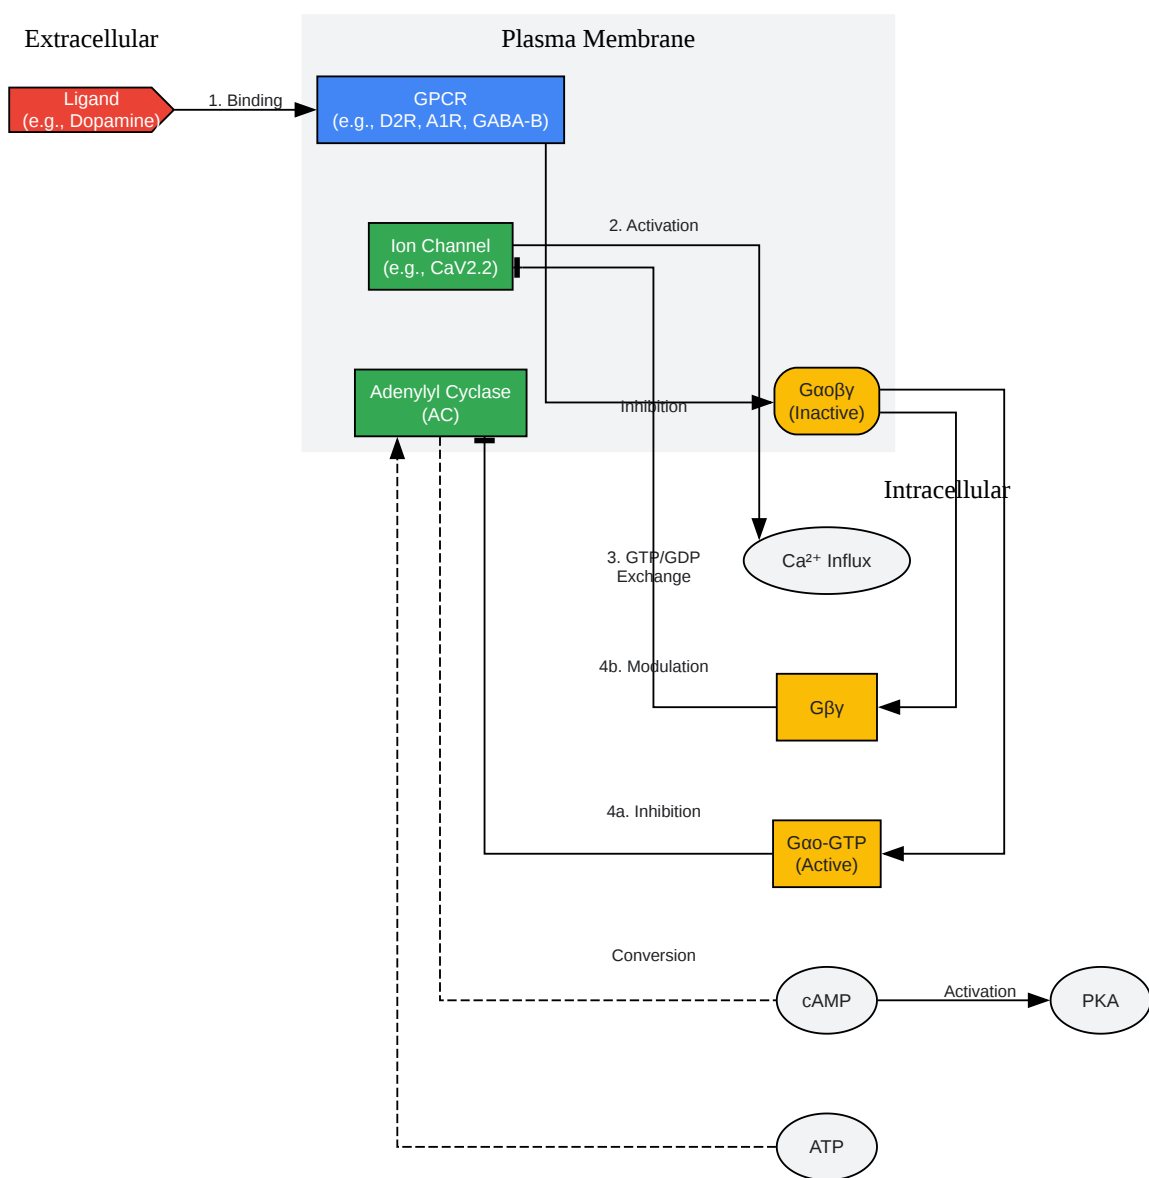 Extracellular
Plasma Membrane
Ligand
(e.g., Dopamine)
1. Binding
GPCR
(e.g., D2R, A1R, GABA-B)
2. Activation
Ion Channel
(e.g., CaV2.2)
Adenylyl Cyclase
(AC)
Inhibition
Gαoβγ
(Inactive)
Intracellular
3. GTP/GDP
Exchange
Ca²⁺ Influx
4b. Modulation
Gβγ
4a. Inhibition
Gαo-GTP
(Active)
Conversion
cAMP
Activation
PKA
ATP